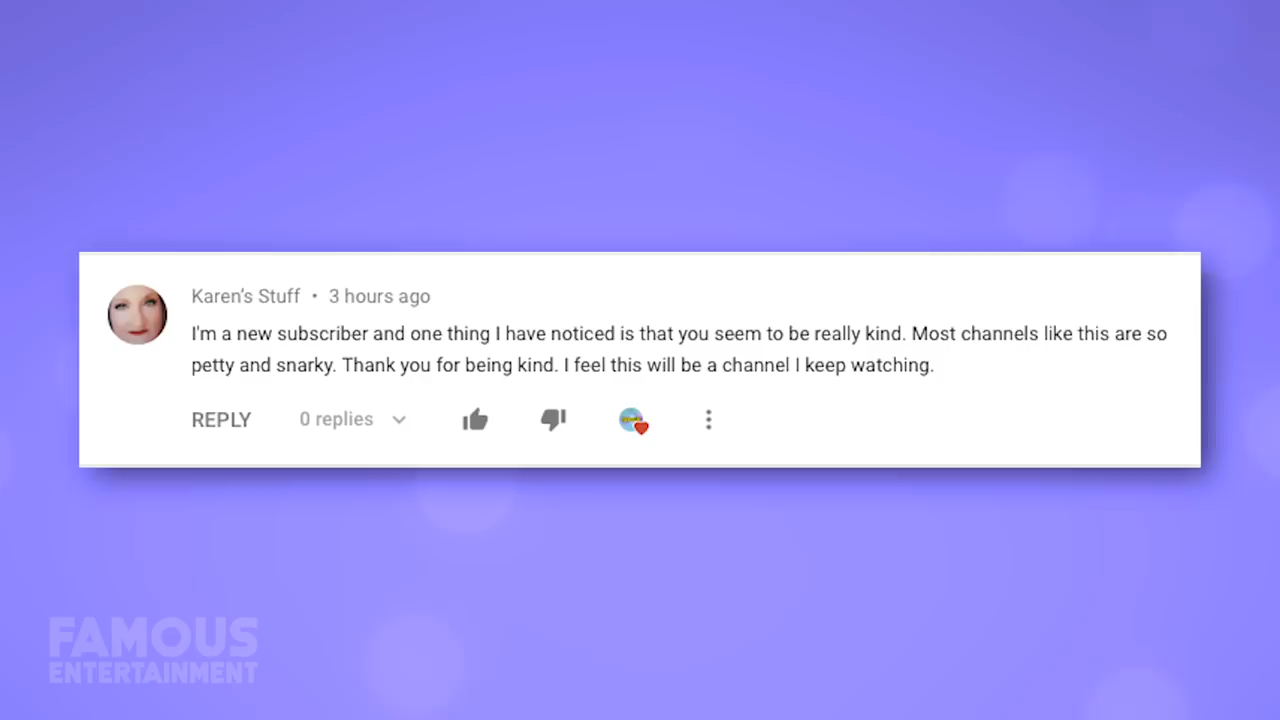 Karen's Stuff • 3 hours ago
I'm a new subscriber and one thing I have noticed is that you seem to be really kind. Most channels like this are so
petty and snarky. Thank you for being kind. I feel this will be a channel I keep watching.
REPLY 0 replies
FAMOUS
ENTERTAINMENT